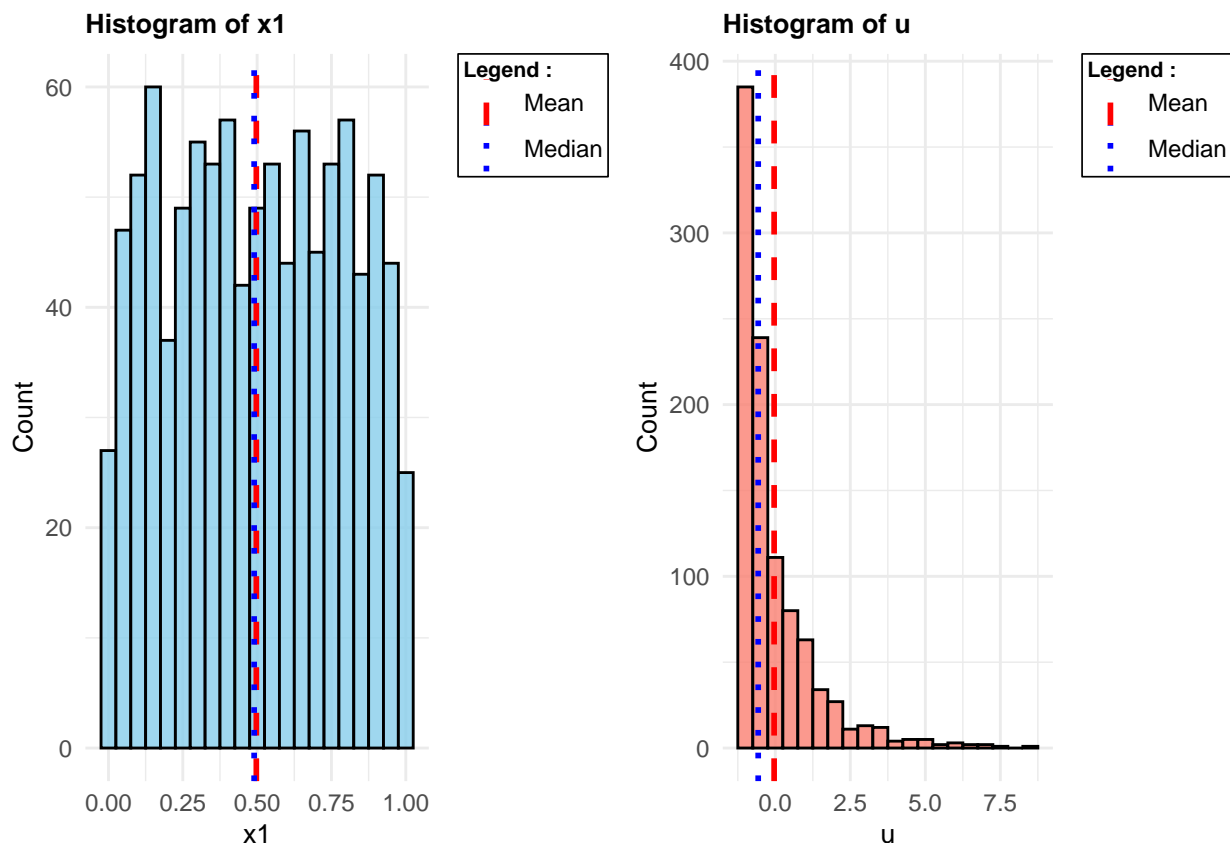 Histogram of x1
Legend :
Mean
Median
60
40
20
0
Count
0.00 0.25 0.50 0.75 1.00
x1
Histogram of u
Legend :
Mean
Median
400
300
200
100
0
Count
0.0 2.5 5.0 7.5
u